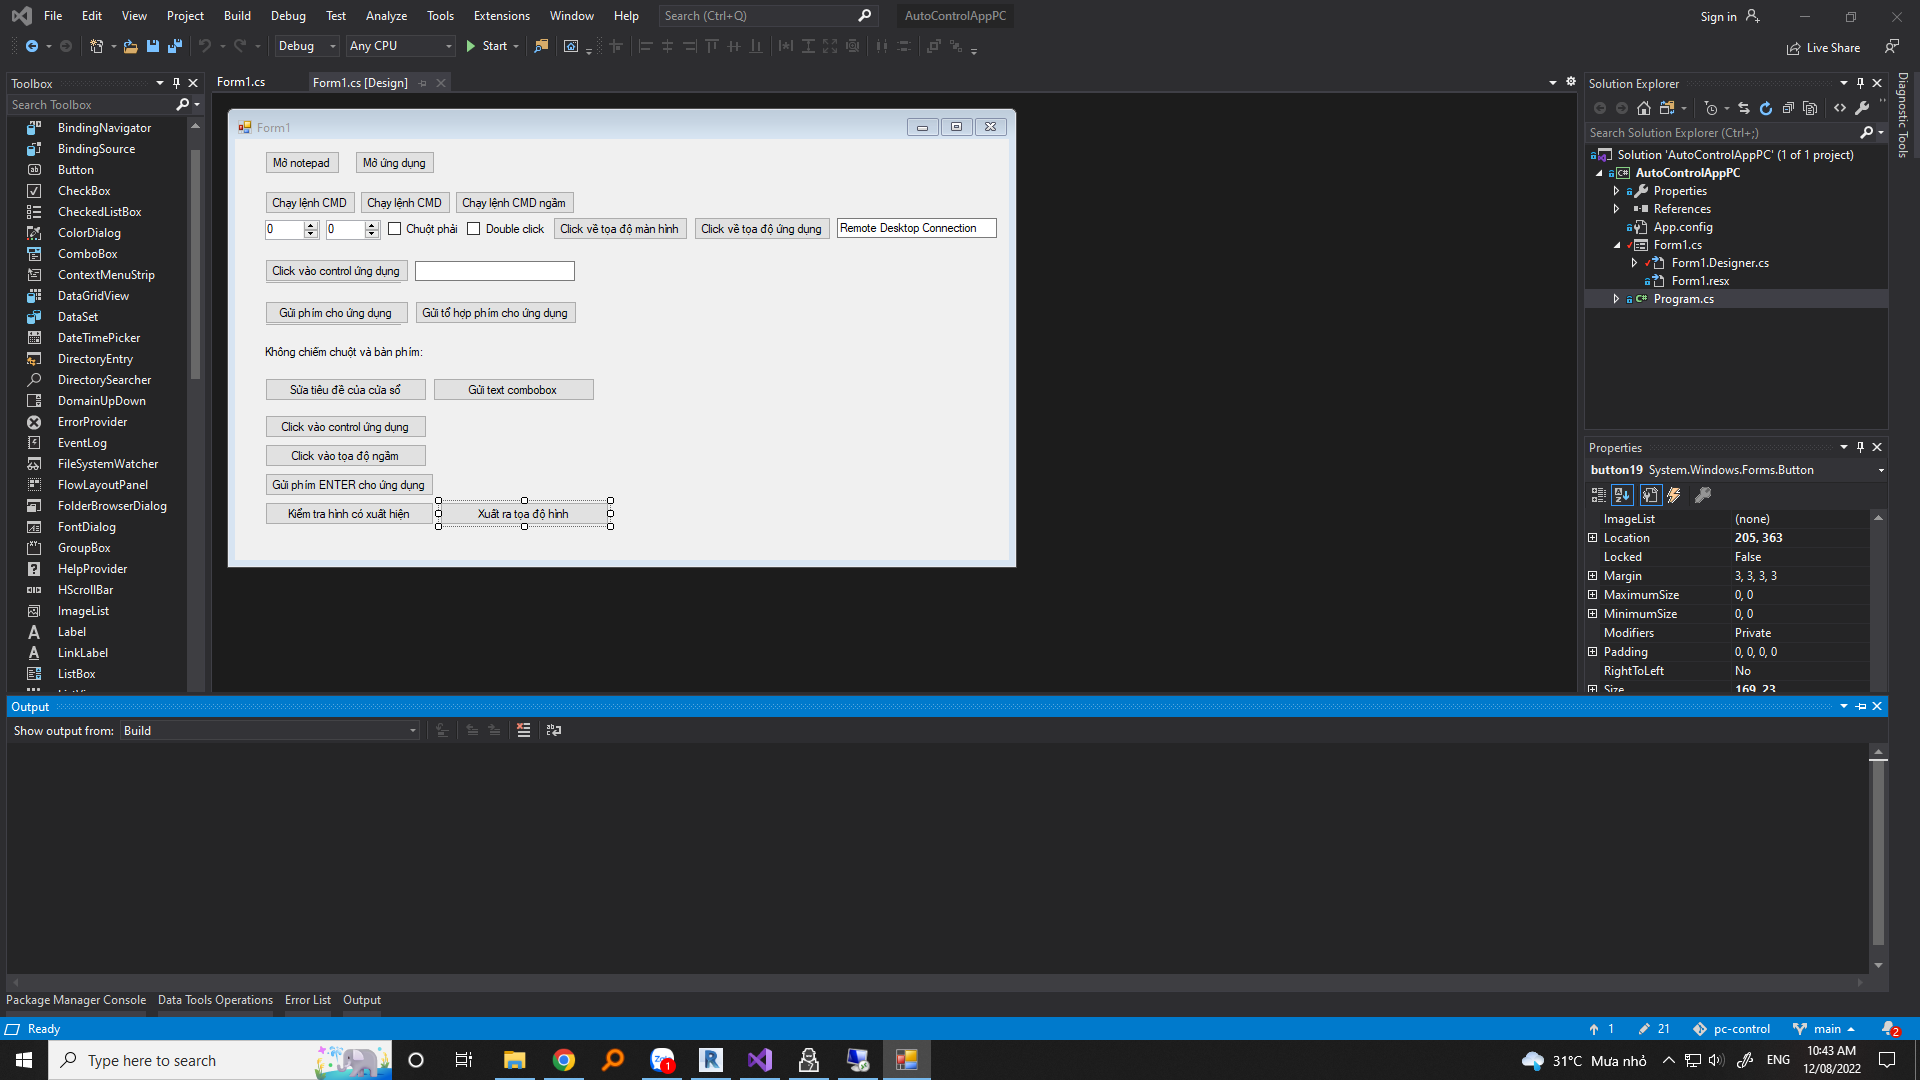 File Edit View Project Build Debug Test Analyze Tools Extensions Window Help Search (Ctrl+Q) AutoControlAppPC Sign in
Debug Any CPU Start Live Share
Toolbox
Search Toolbox
BindingNavigator
BindingSource
Button
CheckBox
CheckedListBox
ColorDialog
ComboBox
ContextMenuStrip
DataGridView
DataSet
DateTimePicker
DirectoryEntry
DirectorySearcher
DomainUpDown
ErrorProvider
EventLog
FileSystemWatcher
FlowLayoutPanel
FolderBrowserDialog
FontDialog
GroupBox
HelpProvider
HScrollBar
ImageList
Label
LinkLabel
ListBox
Form1.cs Form1.cs [Design]
Form1
Mở notepad Mở ứng dụng
Chạy lệnh CMD Chạy lệnh CMD Chạy lệnh CMD ngầm
0 0 Chuột phải Double click Click về tọa độ màn hình Click về tọa độ ứng dụng Remote Desktop Connection
Click vào control ứng dụng
Gửi phím cho ứng dụng Gửi tổ hợp phím cho ứng dụng
Không chiếm chuột và bàn phím:
Sửa tiêu đề của cửa sổ Gửi text combobox
Click vào control ứng dụng
Click vào tọa độ ngầm
Gửi phím ENTER cho ứng dụng
Kiểm tra hình có xuất hiện Xuất ra tọa độ hình
Solution Explorer
Search Solution Explorer (Ctrl+;)
Solution 'AutoControlAppPC' (1 of 1 project)
AutoControlAppPC
Properties
References
App.config
Form1.cs
Form1.Designer.cs
Form1.resx
Program.cs
Diagnostic Tools
Properties
button19 System.Windows.Forms.Button
ImageList (none)
Location 205, 363
Locked False
Margin 3, 3, 3, 3
MaximumSize 0, 0
MinimumSize 0, 0
Modifiers Private
Padding 0, 0, 0, 0
RightToLeft No
Size 169, 23
Output
Show output from: Build
Package Manager Console Data Tools Operations Error List Output
Ready 1 21 pc-control main 2
Type here to search 1 31°C Mưa nhỏ ENG 10:43 AM
12/08/2022